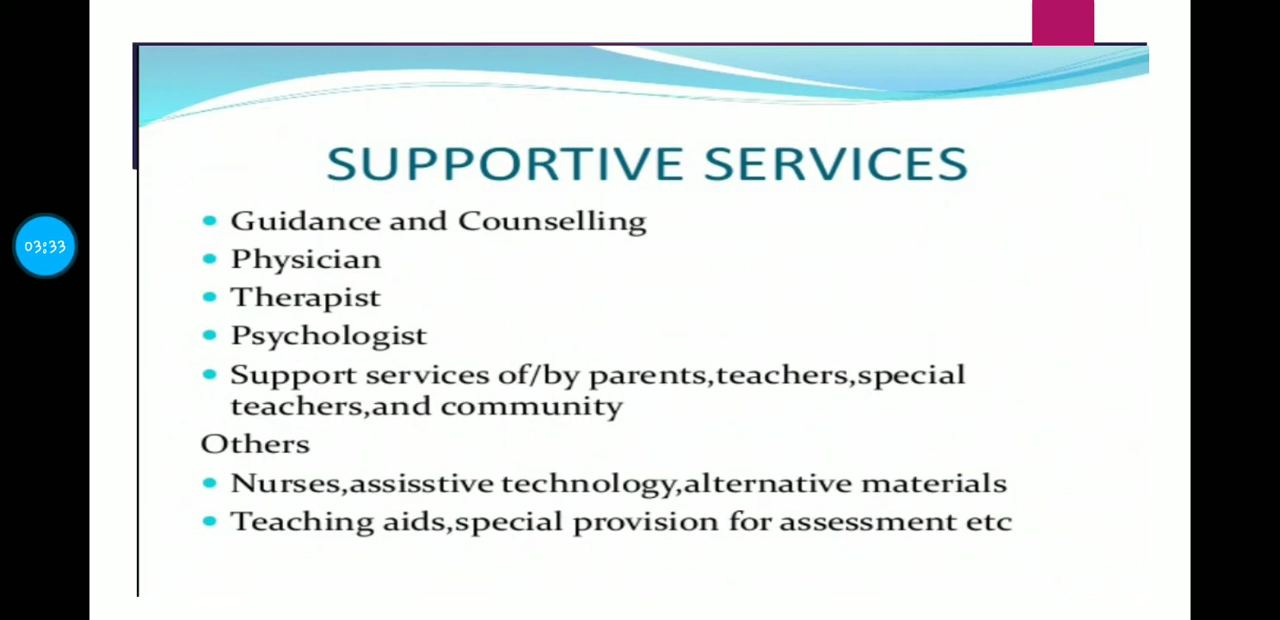 SUPPORTIVE SERVICES
Guidance and Counselling
Physician
03:33
Therapist
Psychologist
Support services of/by parents,teachers,special
teachers,and community
Others
Nurses,assisstive technology,alternative materials
Teaching aids,special provision for assessment etc